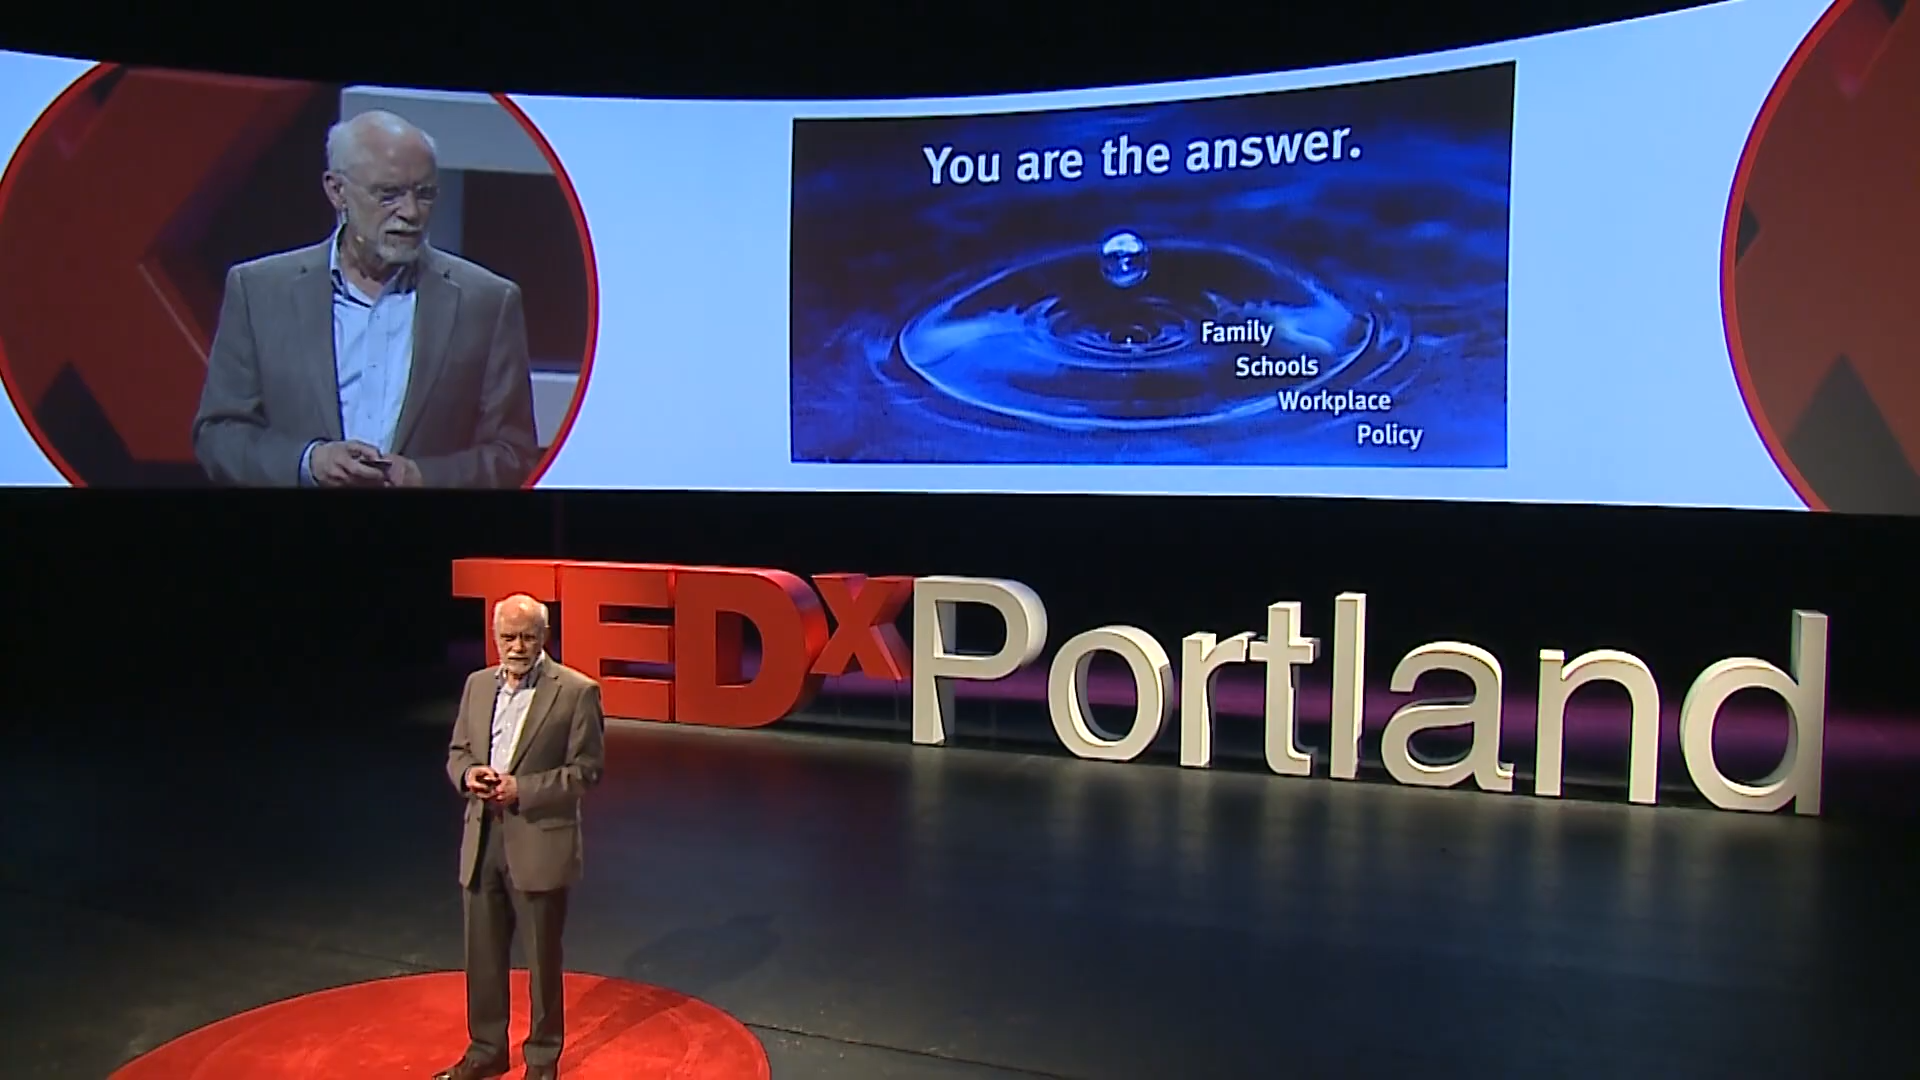 You are the answer.
Family
Schools
Workplace
Policy
TEDxPortland